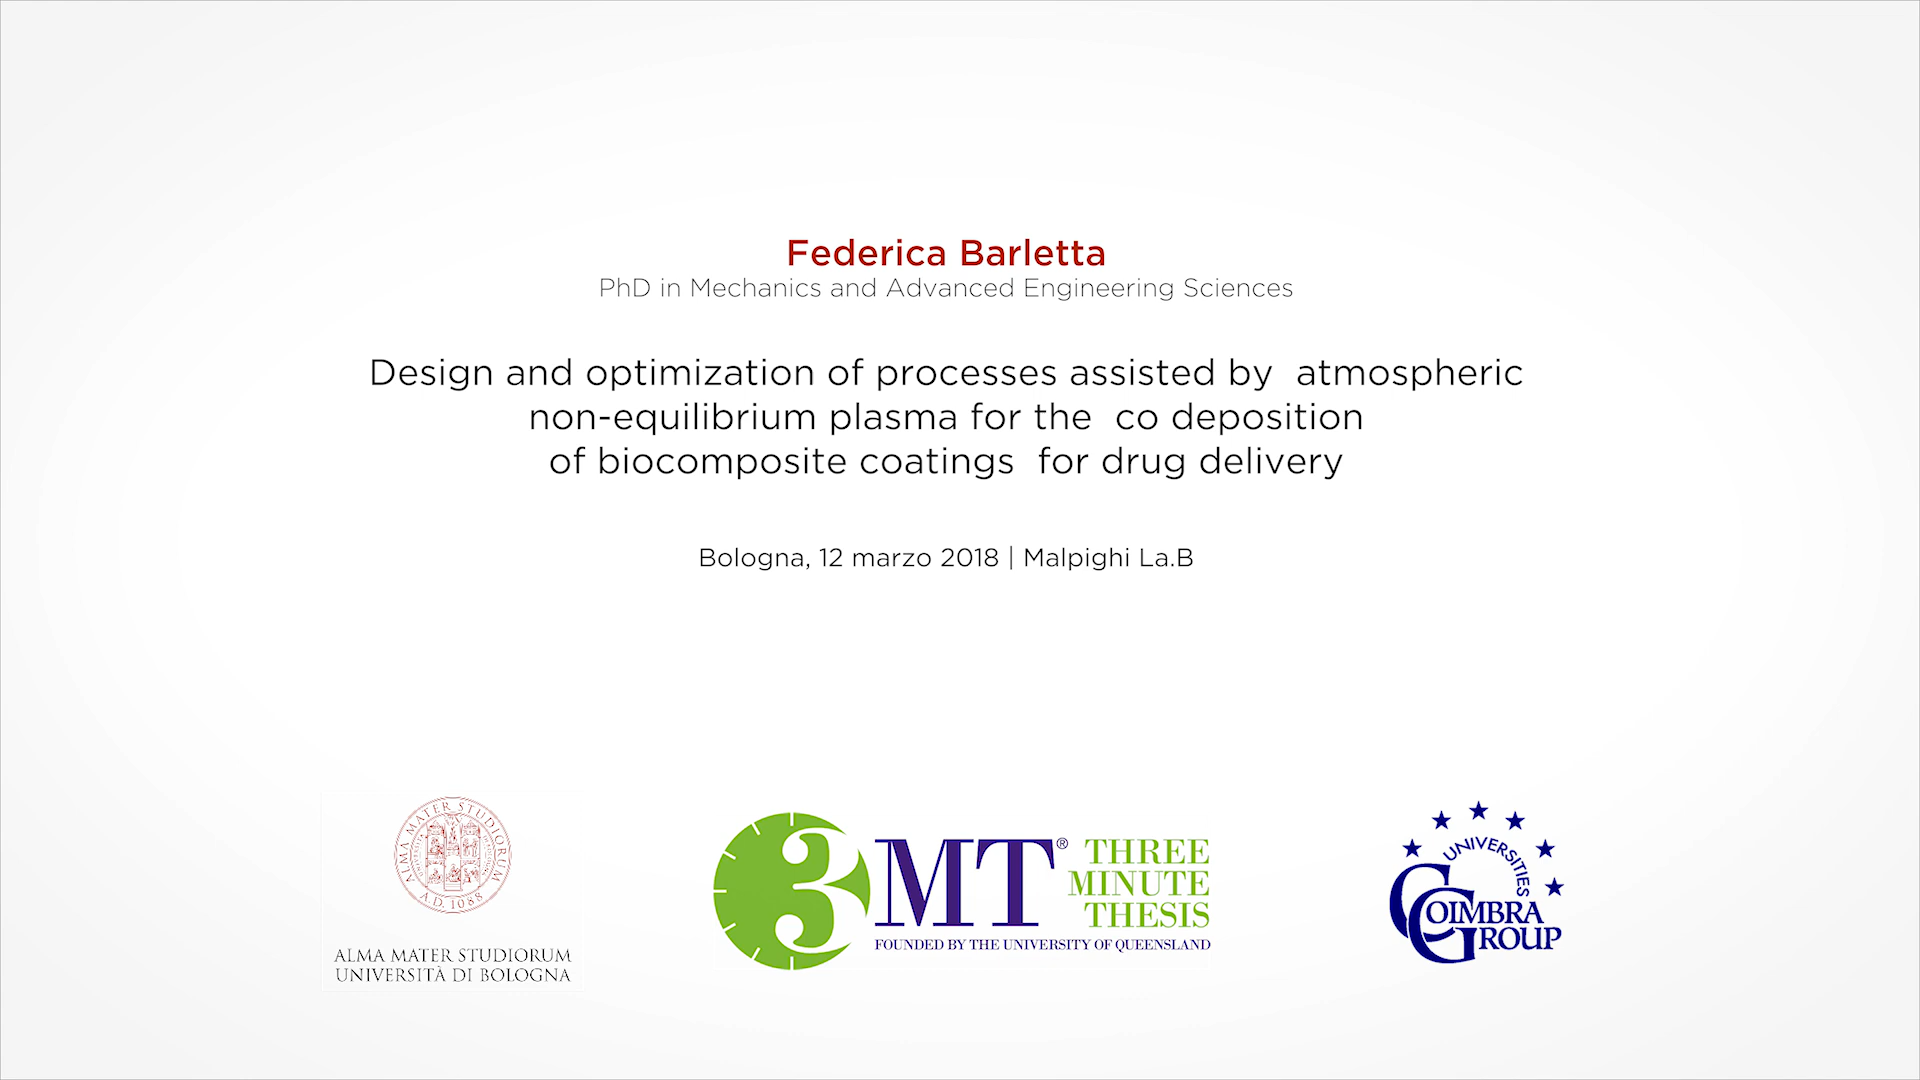 Federica Barletta
PhD in Mechanics and Advanced Engineering Sciences
Design and optimization of processes assisted by  atmospheric
non-equilibrium plasma for the  co deposition
of biocomposite coatings  for drug delivery
Bologna, 12 marzo 2018 | Malpighi La.B
ALMA MATER STUDIORUM
A.D. 1088
ALMA MATER STUDIORUM
UNIVERSITÀ DI BOLOGNA
3MT® THREE
MINUTE
THESIS
FOUNDED BY THE UNIVERSITY OF QUEENSLAND
UNIVERSITIES
COIMBRA
GROUP